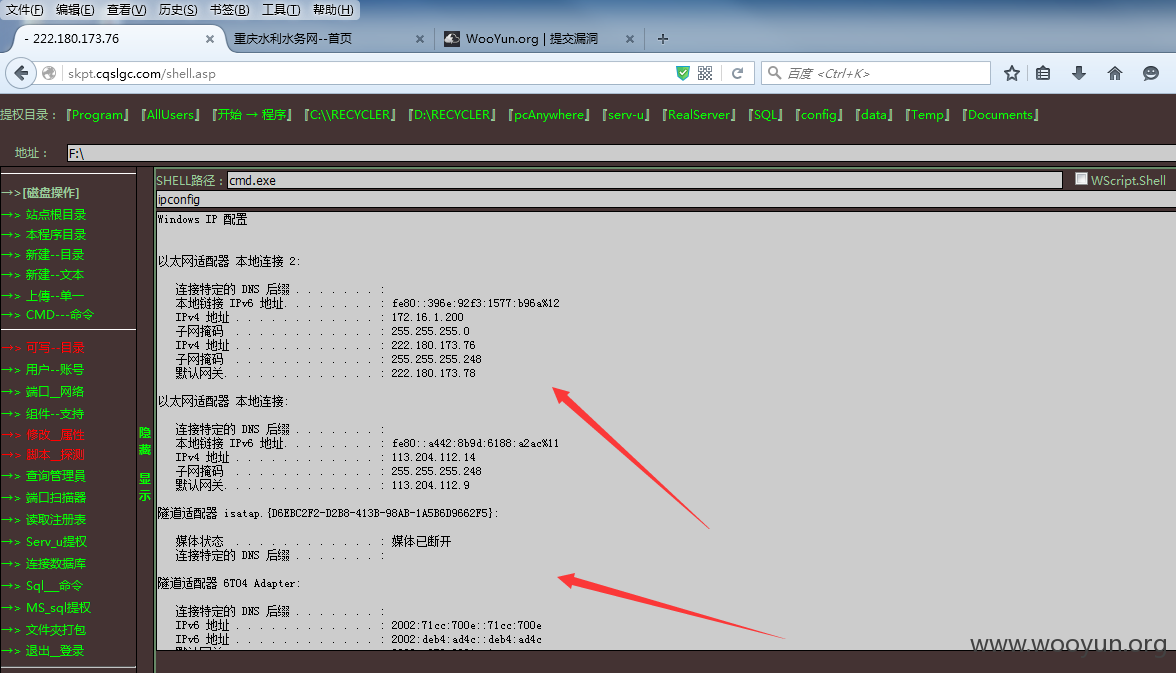 文件(F) 编辑(E) 查看(V) 历史(S) 书签(B) 工具(T) 帮助(H)
- 222.180.173.76 × 重庆水利水务网--首页 × WooYun.org | 提交漏洞 × +
skpt.cqslgc.com/shell.asp 百度 <Ctrl+K>
提权目录： 『Program』 『AllUsers』 『开始 → 程序』 『C:\\RECYCLER』 『D:\RECYCLER』 『pcAnywhere』 『serv-u』 『RealServer』 『SQL』 『config』 『data』 『Temp』 『Documents』
地址： F:\
→>[磁盘操作]
→> 站点根目录
→> 本程序目录
→> 新建--目录
→> 新建--文本
→> 上傳--单一
→> CMD---命令
→> 可写--目录
→> 用户--账号
→> 端口__网络
→> 组件--支持
→> 修改__属性
→> 脚本__探测
→> 查询管理員
→> 端口扫描器
→> 读取注册表
→> Serv_u提权
→> 连接数据库
→> Sql___命令
→> MS_sql提权
→> 文件夹打包
→> 退出__登录
隐藏 显示
SHELL路径： cmd.exe WScript.Shell
ipconfig
Windows IP 配置
以太网适配器 本地连接 2:
连接特定的 DNS 后缀 . . . . . . . :
本地链接 IPv6 地址. . . . . . . . : fe80::396e:92f3:1577:b96a%12
IPv4 地址 . . . . . . . . . . . . : 172.16.1.200
子网掩码 . . . . . . . . . . . . : 255.255.255.0
IPv4 地址 . . . . . . . . . . . . : 222.180.173.76
子网掩码 . . . . . . . . . . . . : 255.255.255.248
默认网关. . . . . . . . . . . . . : 222.180.173.78
以太网适配器 本地连接:
连接特定的 DNS 后缀 . . . . . . . :
本地链接 IPv6 地址. . . . . . . . : fe80::a442:8b9d:6188:a2ac%11
IPv4 地址 . . . . . . . . . . . . : 113.204.112.14
子网掩码 . . . . . . . . . . . . : 255.255.255.248
默认网关. . . . . . . . . . . . . : 113.204.112.9
隧道适配器 isatap.{D6EBC2F2-D2B8-413B-98AB-1A5B6D9662F5}:
媒体状态 . . . . . . . . . . . . : 媒体已断开
连接特定的 DNS 后缀 . . . . . . . :
隧道适配器 6TO4 Adapter:
连接特定的 DNS 后缀 . . . . . . . :
IPv6 地址 . . . . . . . . . . . . : 2002:71cc:700e::71cc:700e
IPv6 地址 . . . . . . . . . . . . : 2002:deb4:ad4c::deb4:ad4c
www.wooyun.org